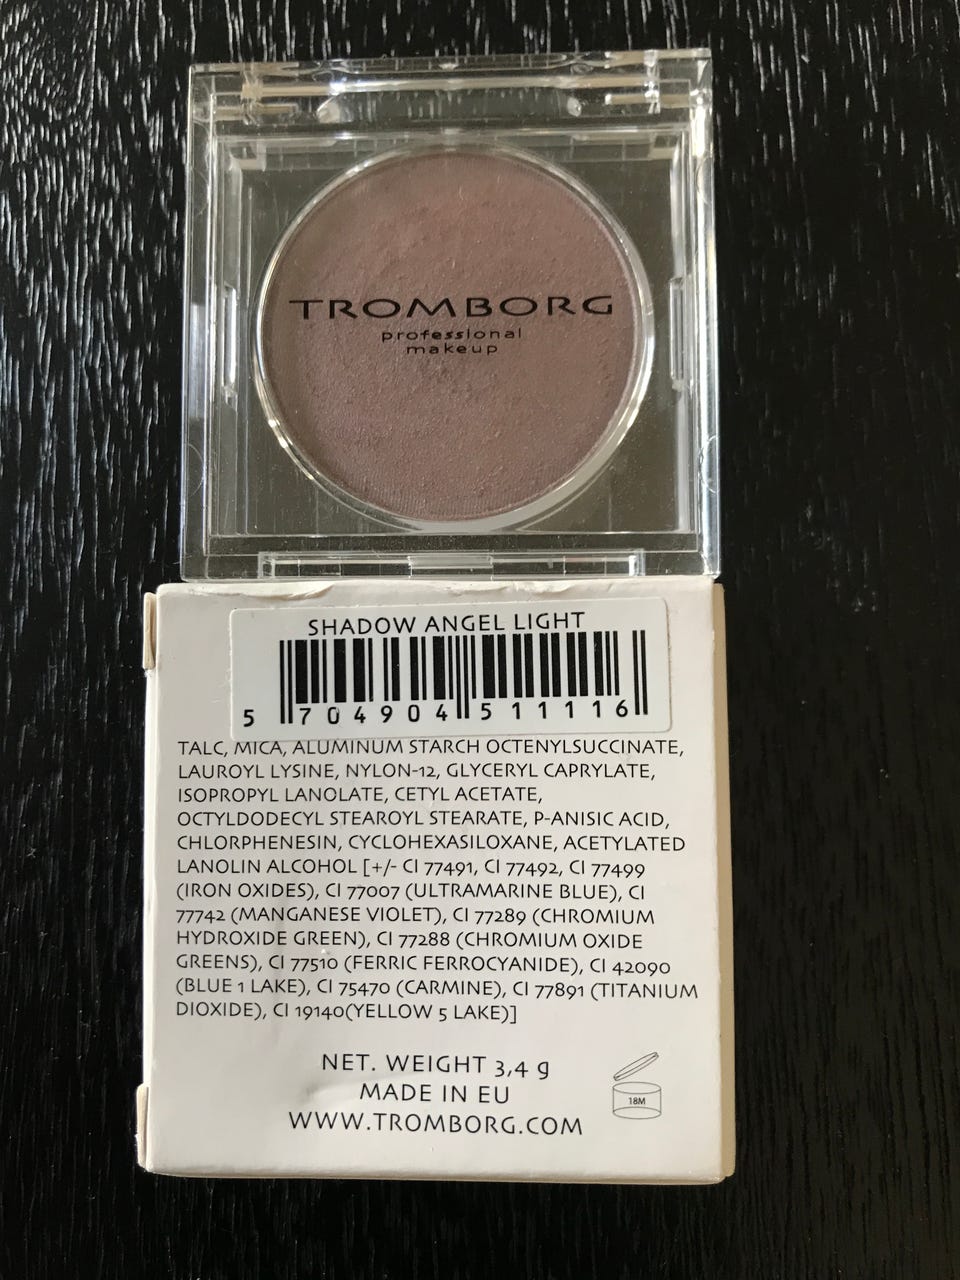 TROMBORG
professional
makeup
SHADOW ANGEL LIGHT
5 704904 511116
TALC, MICA, ALUMINUM STARCH OCTENYLSUCCINATE,
LAUROYL LYSINE, NYLON-12, GLYCERYL CAPRYLATE,
ISOPROPYL LANOLATE, CETYL ACETATE,
OCTYLDODECYL STEAROYL STEARATE, P-ANISIC ACID,
CHLORPHENESIN, CYCLOHEXASILOXANE, ACETYLATED
LANOLIN ALCOHOL [+/- CI 77491, CI 77492, CI 77499
(IRON OXIDES), CI 77007 (ULTRAMARINE BLUE), CI
77742 (MANGANESE VIOLET), CI 77289 (CHROMIUM
HYDROXIDE GREEN), CI 77288 (CHROMIUM OXIDE
GREENS), CI 77510 (FERRIC FERROCYANIDE), CI 42090
(BLUE 1 LAKE), CI 75470 (CARMINE), CI 77891 (TITANIUM
DIOXIDE), CI 19140(YELLOW 5 LAKE)]
NET. WEIGHT 3,4 g
MADE IN EU
WWW.TROMBORG.COM
18M